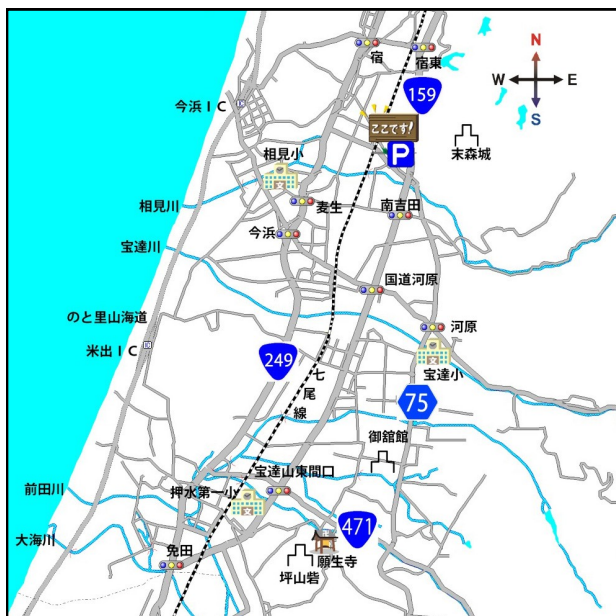 宿
宿東
N
W
E
S
159
今浜IC
ここです!
P
末森城
相見小
相見川
麦生
南吉田
今浜
宝達川
国道河原
のと里山海道
河原
米出IC
249
七尾線
宝達小
75
御舘館
宝達山東間口
前田川
押水第一小
471
大海川
免田
願生寺
坪山砦